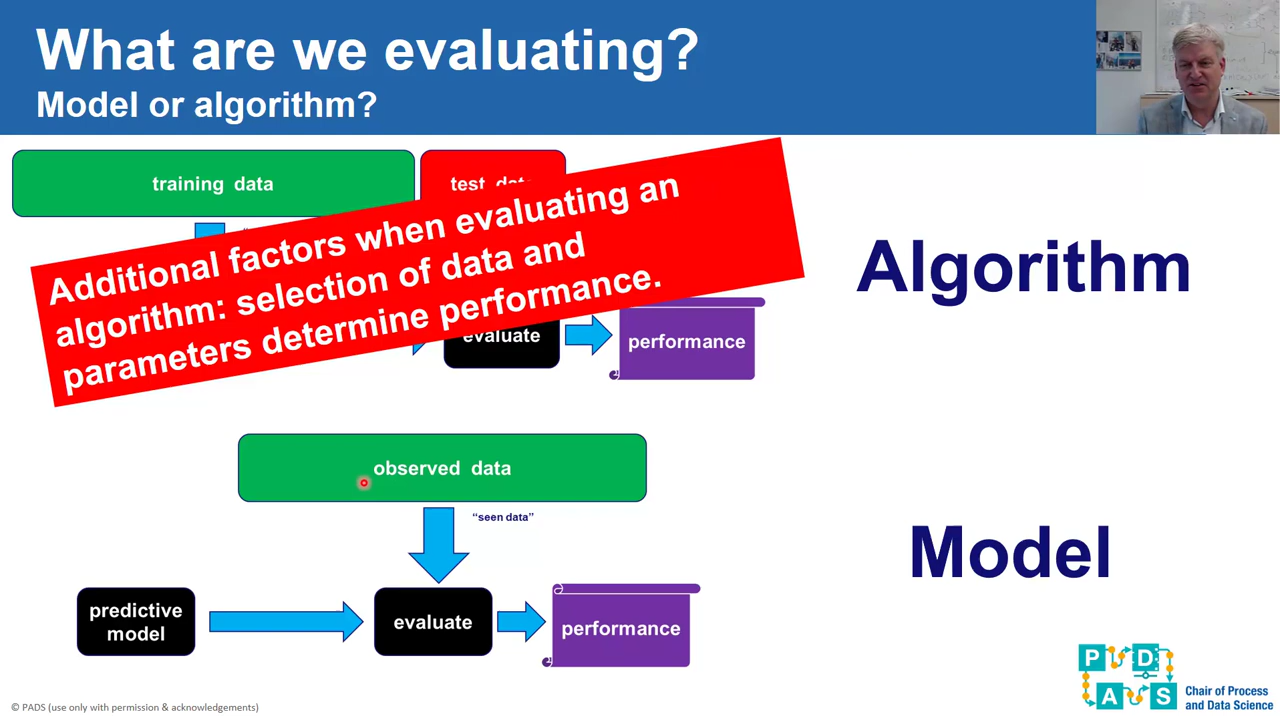 What are we evaluating?
Model or algorithm?
training data
test data
Additional factors when evaluating an
algorithm: selection of data and
parameters determine performance.
evaluate
performance
Algorithm
observed data
“seen data”
predictive
model
evaluate
performance
Model
P D
A S
Chair of Process
and Data Science
© PADS (use only with permission & acknowledgements)